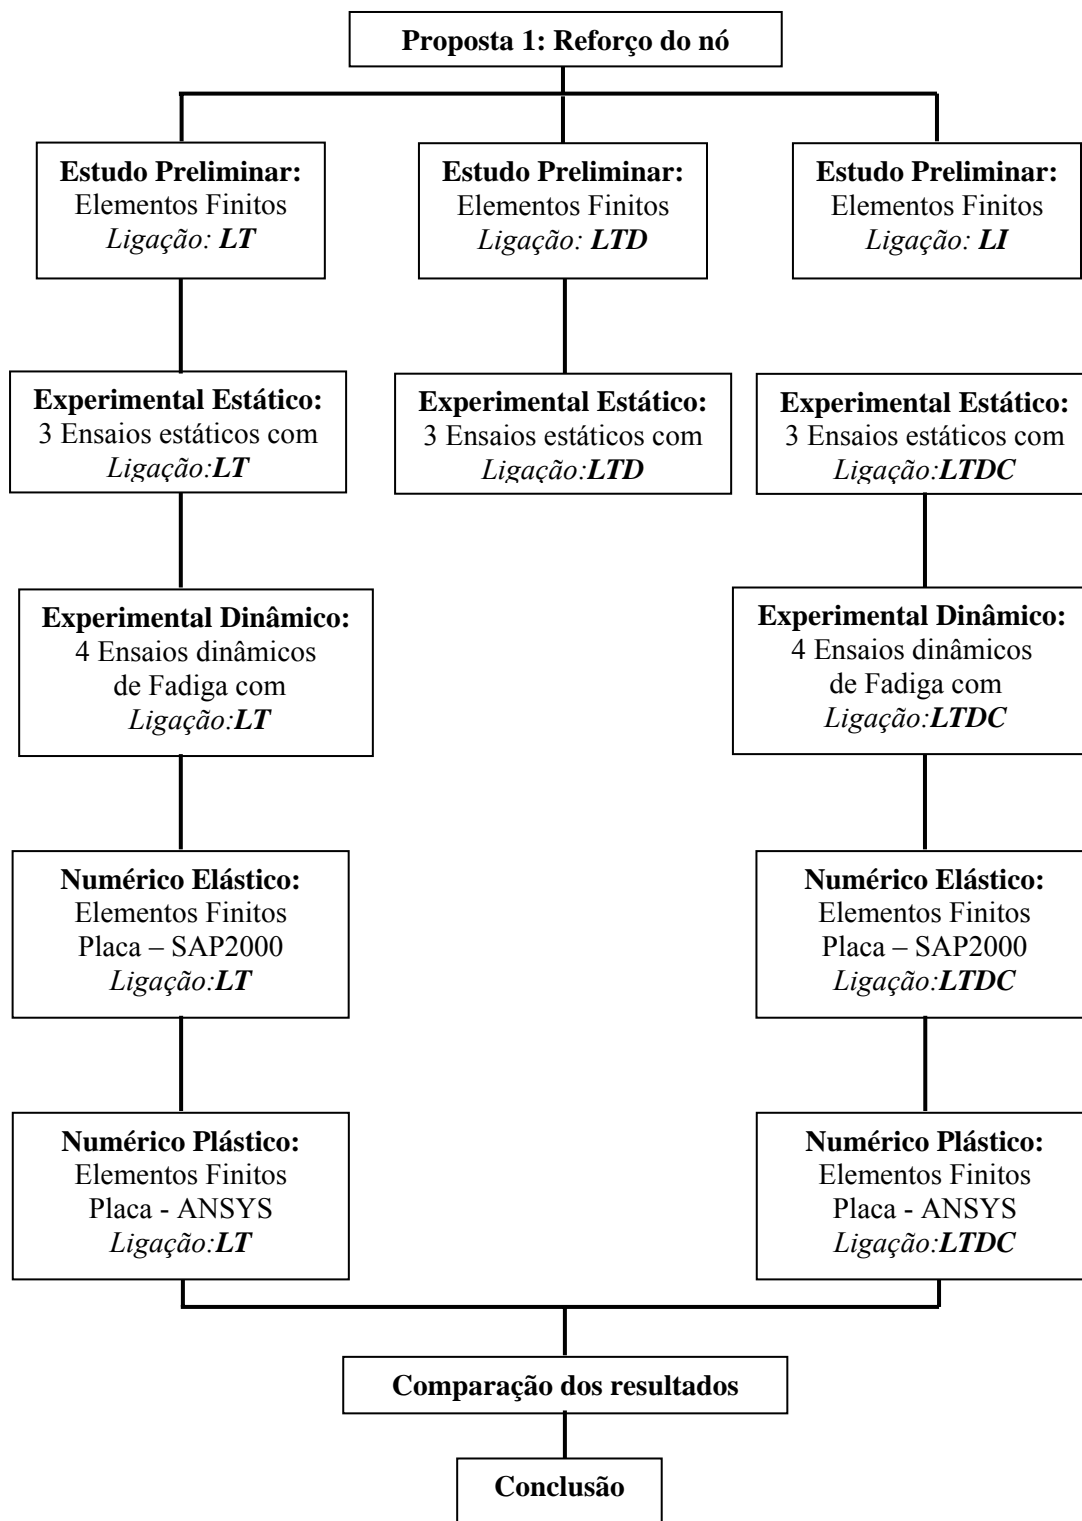 Proposta 1: Reforço do nó
Estudo Preliminar:
Elementos Finitos
Ligação: LT
Estudo Preliminar:
Elementos Finitos
Ligação: LTD
Estudo Preliminar:
Elementos Finitos
Ligação: LI
Experimental Estático:
3 Ensaios estáticos com
Ligação:LT
Experimental Estático:
3 Ensaios estáticos com
Ligação:LTD
Experimental Estático:
3 Ensaios estáticos com
Ligação:LTDC
Experimental Dinâmico:
4 Ensaios dinâmicos
de Fadiga com
Ligação:LT
Experimental Dinâmico:
4 Ensaios dinâmicos
de Fadiga com
Ligação:LTDC
Numérico Elástico:
Elementos Finitos
Placa – SAP2000
Ligação:LT
Numérico Elástico:
Elementos Finitos
Placa – SAP2000
Ligação:LTDC
Numérico Plástico:
Elementos Finitos
Placa - ANSYS
Ligação:LT
Numérico Plástico:
Elementos Finitos
Placa - ANSYS
Ligação:LTDC
Comparação dos resultados
Conclusão